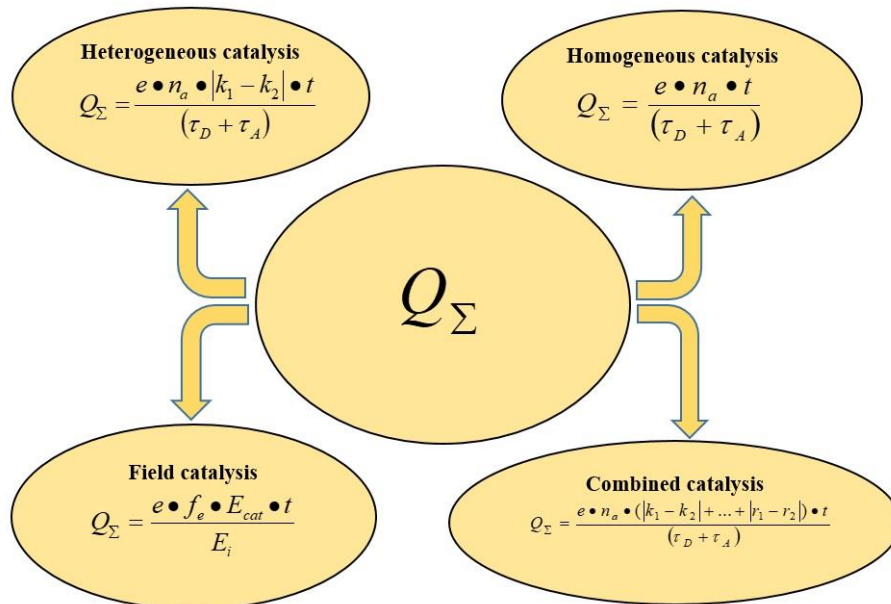 Heterogeneous catalysis
Q_Σ = e • n_a • |k_1 − k_2| • t / (τ_D + τ_A)
Homogeneous catalysis
Q_Σ = e • n_a • t / (τ_D + τ_A)
Q_Σ
Field catalysis
Q_Σ = e • f_e • E_cat • t / E_i
Combined catalysis
Q_Σ = e • n_a • (|k_1 − k_2| + ... + |r_1 − r_2|) • t / (τ_D + τ_A)